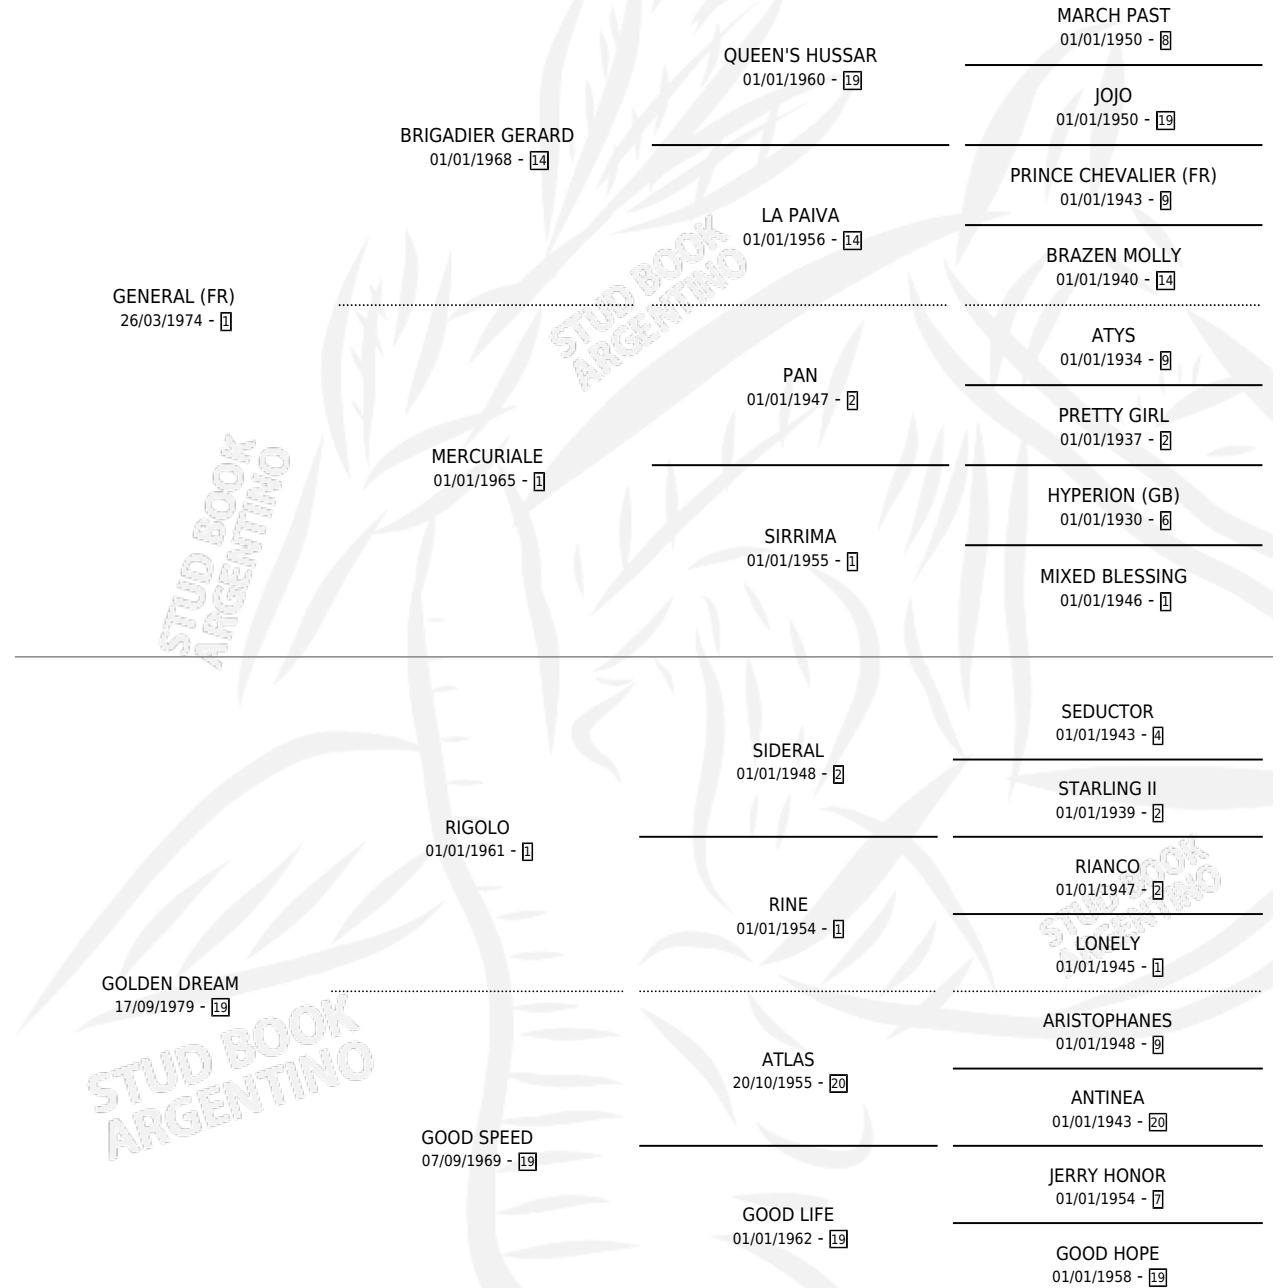 MARCH PAST
01/01/1950 - 8
QUEEN'S HUSSAR
01/01/1960 - 19
JOJO
01/01/1950 - 19
BRIGADIER GERARD
01/01/1968 - 14
PRINCE CHEVALIER (FR)
01/01/1943 - 9
LA PAIVA
01/01/1956 - 14
BRAZEN MOLLY
01/01/1940 - 14
GENERAL (FR)
26/03/1974 - 1
STUD BOOK
ARGENTINO
ATYS
01/01/1934 - 9
PAN
01/01/1947 - 2
PRETTY GIRL
01/01/1937 - 2
MERCURIALE
01/01/1965 - 1
HYPERION (GB)
01/01/1930 - 6
SIRRIMA
01/01/1955 - 1
MIXED BLESSING
01/01/1946 - 1
STUD BOOK
ARGENTINO
SEDUCTOR
01/01/1943 - 4
SIDERAL
01/01/1948 - 2
STARLING II
01/01/1939 - 2
RIGOLO
01/01/1961 - 1
RIANCO
01/01/1947 - 2
RINE
01/01/1954 - 1
LONELY
01/01/1945 - 1
STUD BOOK
ARGENTINO
GOLDEN DREAM
17/09/1979 - 19
ARISTOPHANES
01/01/1948 - 9
ATLAS
20/10/1955 - 20
ANTINEA
01/01/1943 - 20
STUD BOOK
ARGENTINO
GOOD SPEED
07/09/1969 - 19
JERRY HONOR
01/01/1954 - 7
GOOD LIFE
01/01/1962 - 19
GOOD HOPE
01/01/1958 - 19